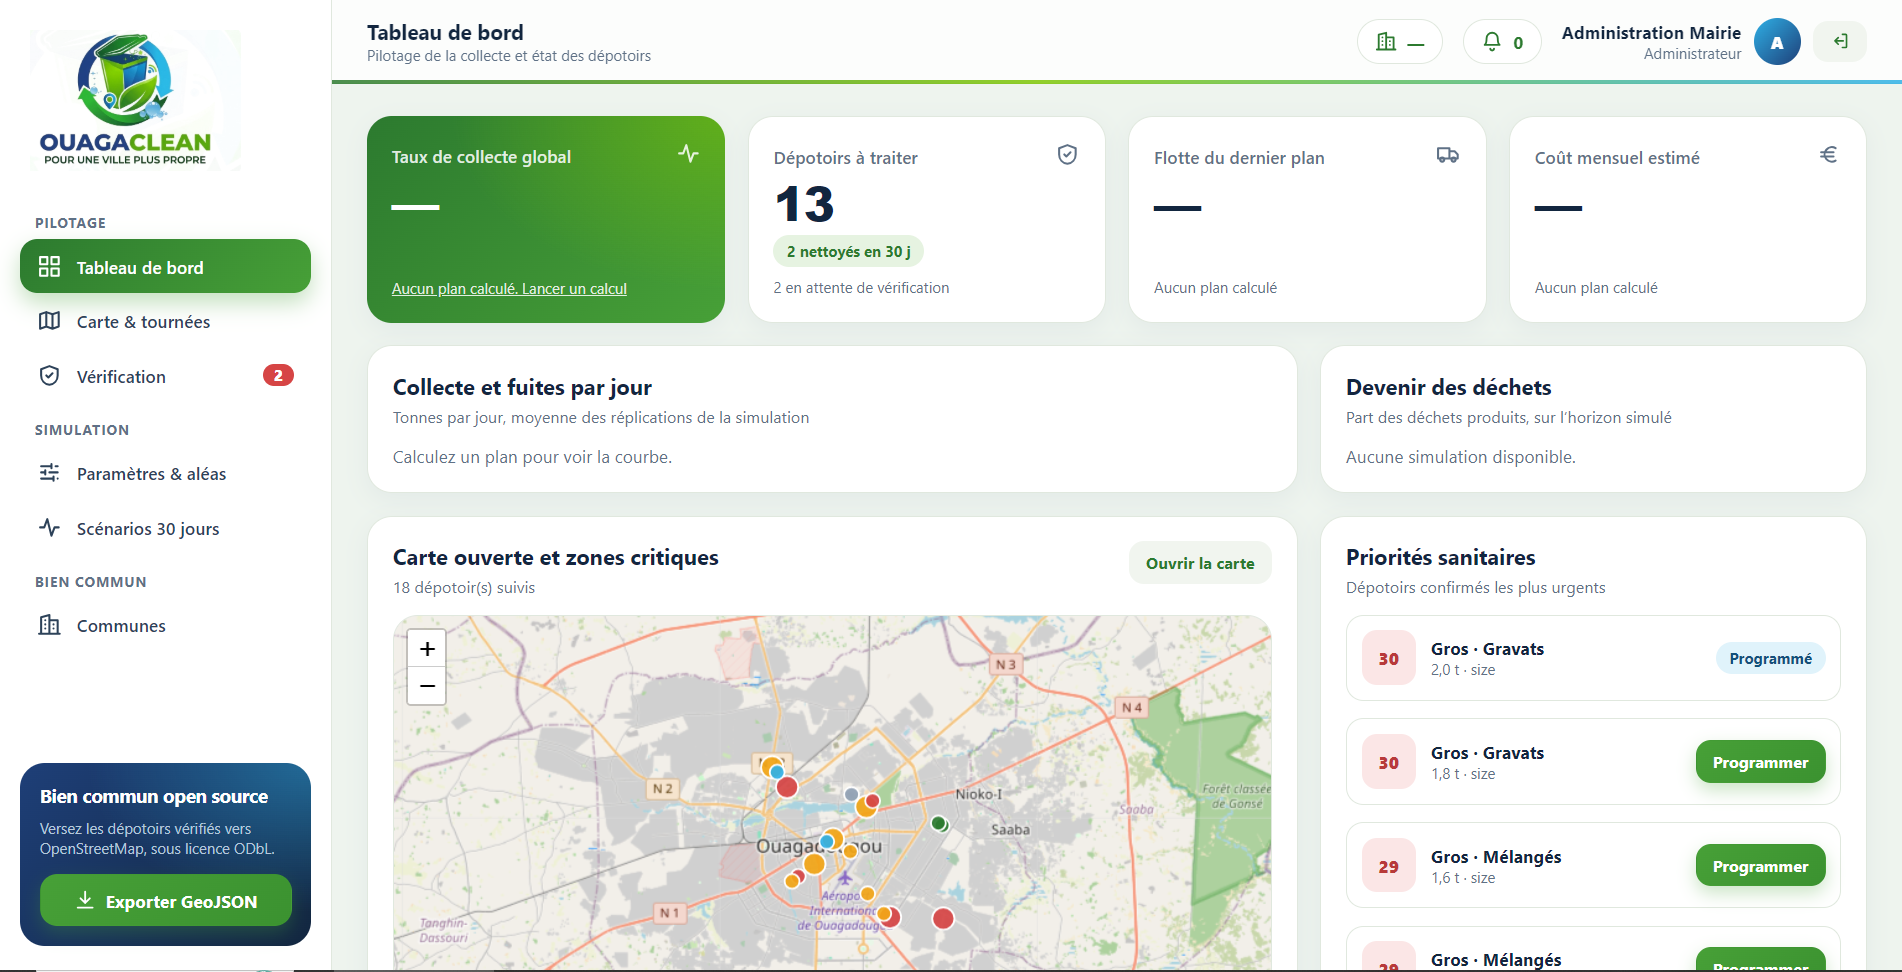 OUAGACLEAN
POUR UNE VILLE PLUS PROPRE
PILOTAGE
Tableau de bord
Carte & tournées
Vérification
2
SIMULATION
Paramètres & aléas
Scénarios 30 jours
BIEN COMMUN
Communes
Bien commun open source
Versez les dépotoirs vérifiés vers
OpenStreetMap, sous licence ODbL.
Exporter GeoJSON
Tableau de bord
Pilotage de la collecte et état des dépotoirs
—
0
Administration Mairie
Administrateur
A
Taux de collecte global
—
Aucun plan calculé. Lancer un calcul
Dépotoirs à traiter
13
2 nettoyés en 30 j
2 en attente de vérification
Flotte du dernier plan
—
Aucun plan calculé
Coût mensuel estimé
—
Aucun plan calculé
Collecte et fuites par jour
Tonnes par jour, moyenne des réplications de la simulation
Calculez un plan pour voir la courbe.
Devenir des déchets
Part des déchets produits, sur l'horizon simulé
Aucune simulation disponible.
Carte ouverte et zones critiques
18 dépotoir(s) suivis
Ouvrir la carte
+
−
N 3
N 4
N 2
Nioko-I
Saaba
Saaba
Forêt classée
de Gonse
N 1
Tanghin-
Dassouri
Priorités sanitaires
Dépotoirs confirmés les plus urgents
30
Gros · Gravats
2,0 t · size
Programmé
30
Gros · Gravats
1,8 t · size
Programmer
29
Gros · Mélangés
1,6 t · size
Programmer
29
Gros · Mélangés
Programmer